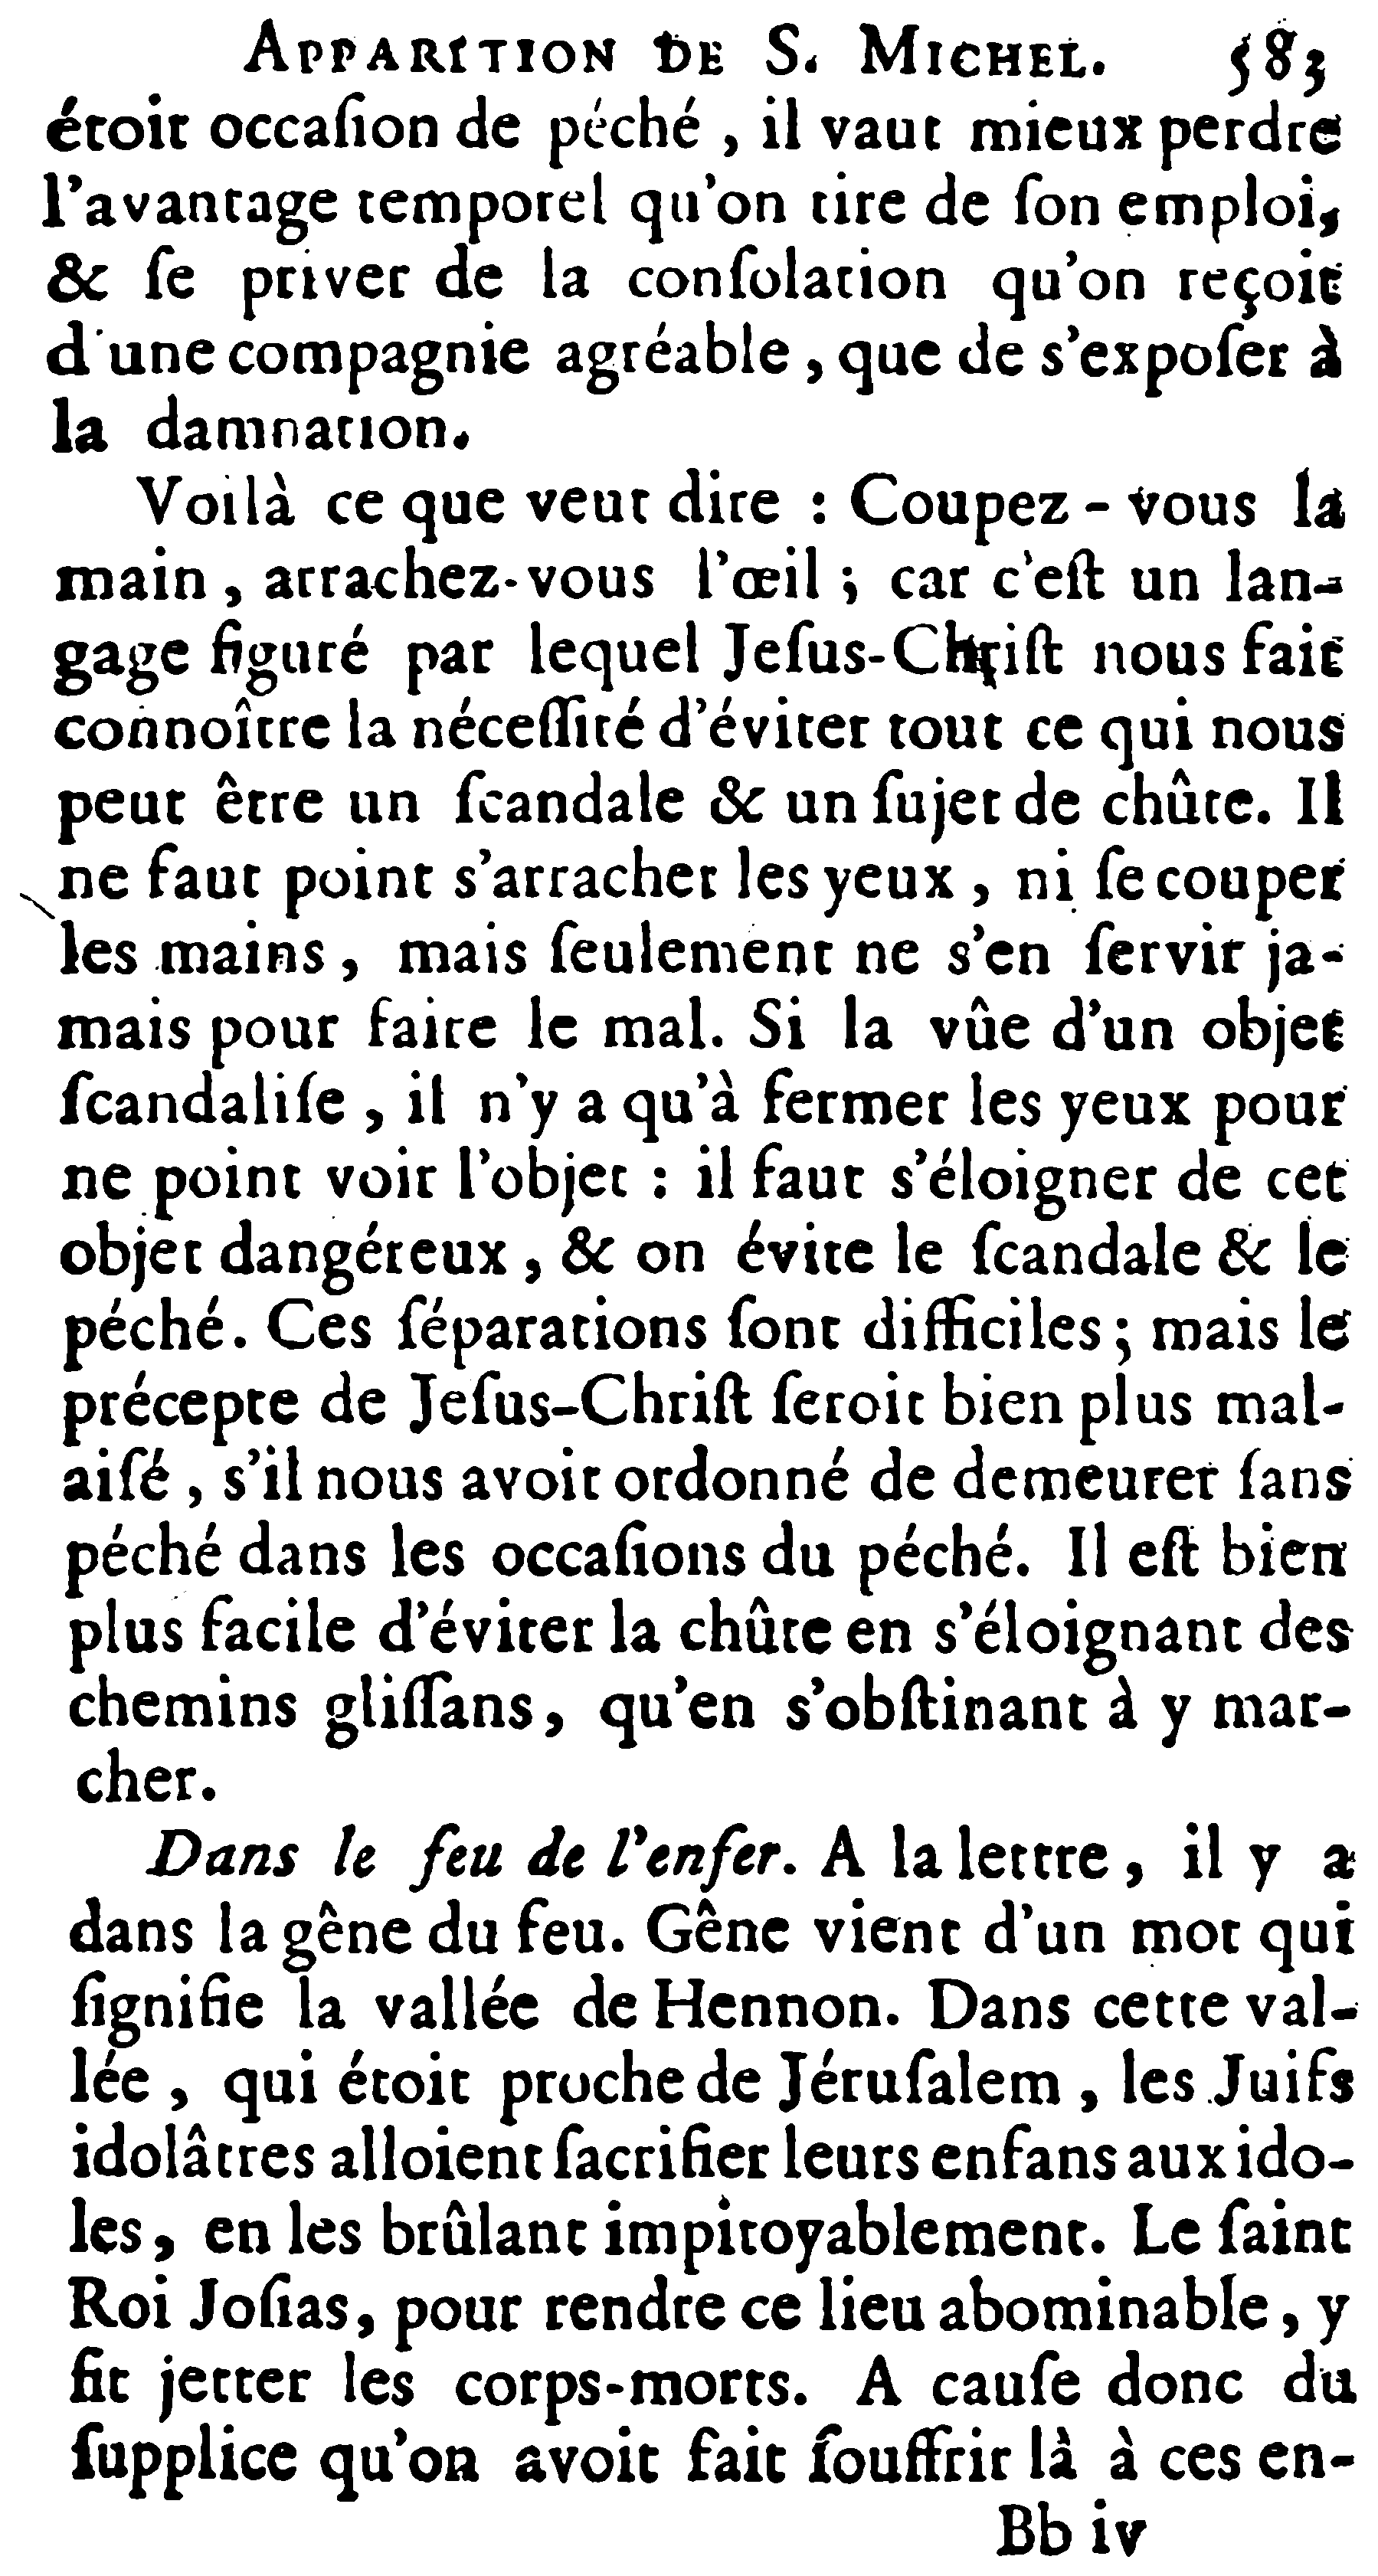 APPARITION DE S. MICHEL. 583
étoit occaſion de péché , il vaut mieux perdre
l'avantage temporel qu'on tire de ſon emploi,
& ſe priver de la conſolation qu'on reçoit
d'une compagnie agréable , que de s'expoſer à
la damnation.
Voilà ce que veut dire : Coupez - vous la
main , arrachez-vous l'œil ; car c'eſt un lan-
gage figuré par lequel Jeſus-Chriſt nous fait
connoître la néceſſité d'éviter tout ce qui nous
peut être un ſcandale & un ſujet de chûte. Il
ne faut point s'arracher les yeux , ni ſe couper
les mains , mais ſeulement ne s'en ſervir ja-
mais pour faire le mal. Si la vûe d'un objet
ſcandaliſe , il n'y a qu'à fermer les yeux pour
ne point voir l'objet : il faut s'éloigner de cet
objet dangéreux , & on évite le ſcandale & le
péché. Ces ſéparations ſont difficiles ; mais le
précepte de Jeſus-Chriſt ſeroit bien plus mal-
aiſé , s'il nous avoit ordonné de demeurer ſans
péché dans les occaſions du péché. Il eſt bien
plus facile d'éviter la chûte en s'éloignant des
chemins gliſſans, qu'en s'obſtinant à y mar-
cher.
Dans le feu de l'enfer. A la lettre , il y a
dans la gêne du feu. Gêne vient d'un mot qui
ſignifie la vallée de Hennon. Dans cette val-
lée , qui étoit proche de Jéruſalem , les Juifs
idolâtres alloient ſacrifier leurs enfans aux ido-
les, en les brûlant impitoyablement. Le ſaint
Roi Joſias, pour rendre ce lieu abominable , y
fit jetter les corps-morts. A cauſe donc du
ſupplice qu'on avoit fait ſouffrir là à ces en-
Bb iv